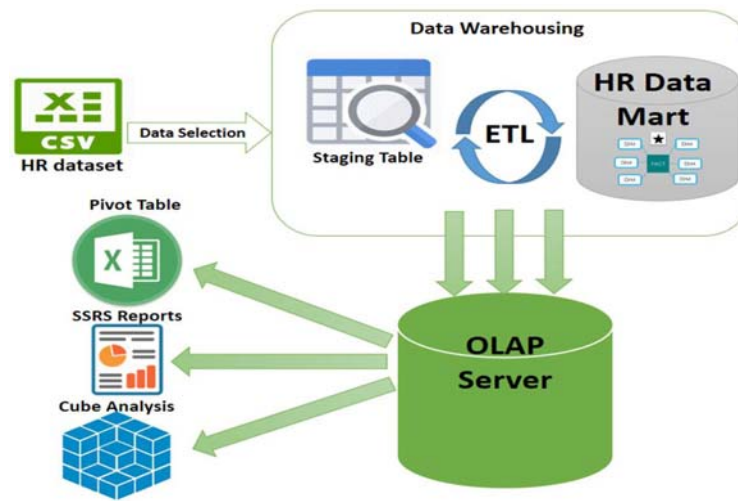 Data Warehousing
CSV
HR dataset
Data Selection
Staging Table
ETL
HR Data
Mart
FACT
Pivot Table
X
SSRS Reports
Cube Analysis
OLAP
Server